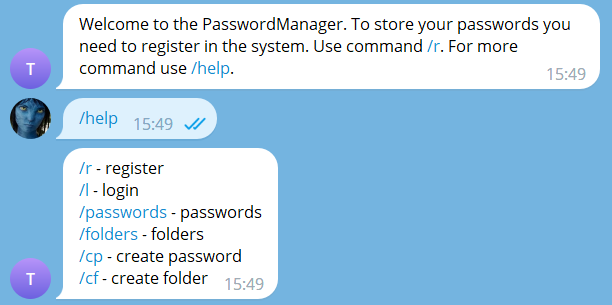 Welcome to the PasswordManager. To store your passwords you
need to register in the system. Use command /r. For more
command use /help.
15:49
T
/help
15:49
/r - register
/l - login
/passwords - passwords
/folders - folders
/cp - create password
/cf - create folder
15:49
T